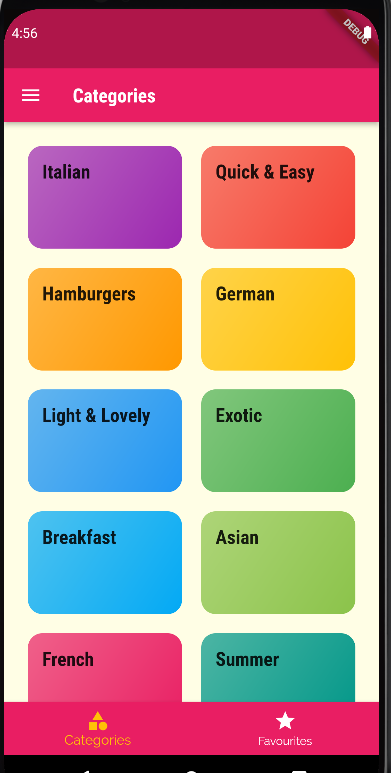 4:56
DEBUG
Categories
Italian
Quick & Easy
Hamburgers
German
Light & Lovely
Exotic
Breakfast
Asian
French
Summer
Categories
Favourites